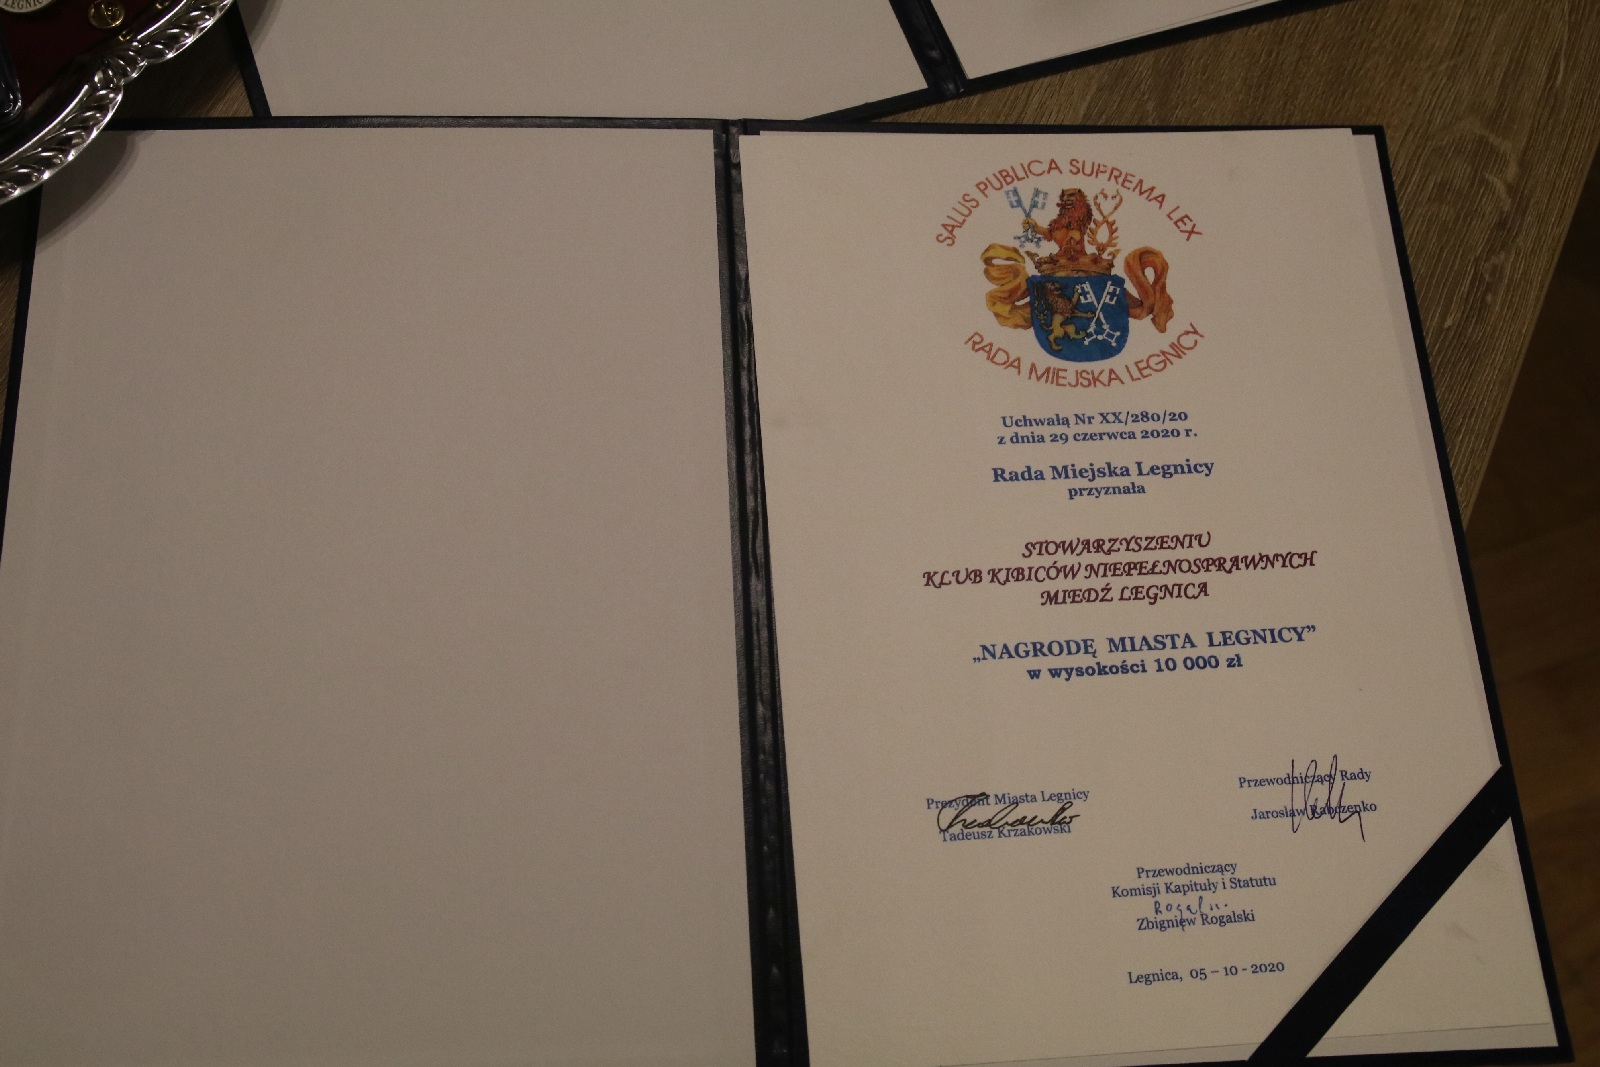 SALUS PUBLICA SUPREMA LEX
RADA MIEJSKA LEGNICY
Uchwałą Nr XX/280/20
z dnia 29 czerwca 2020 r.
Rada Miejska Legnicy
przyznała
STOWARZYSZENIU
KLUB KIBICÓW NIEPEŁNOSPRAWNYCH
MIEDŹ LEGNICA
„NAGRODĘ MIASTA LEGNICY”
w wysokości 10 000 zł
Prezydent Miasta Legnicy
Tadeusz Krzakowski
Przewodniczący Rady
Jarosław Rabczenko
Przewodniczący
Komisji Kapituły i Statutu
Zbigniew Rogalski
Legnica, 05 – 10 - 2020